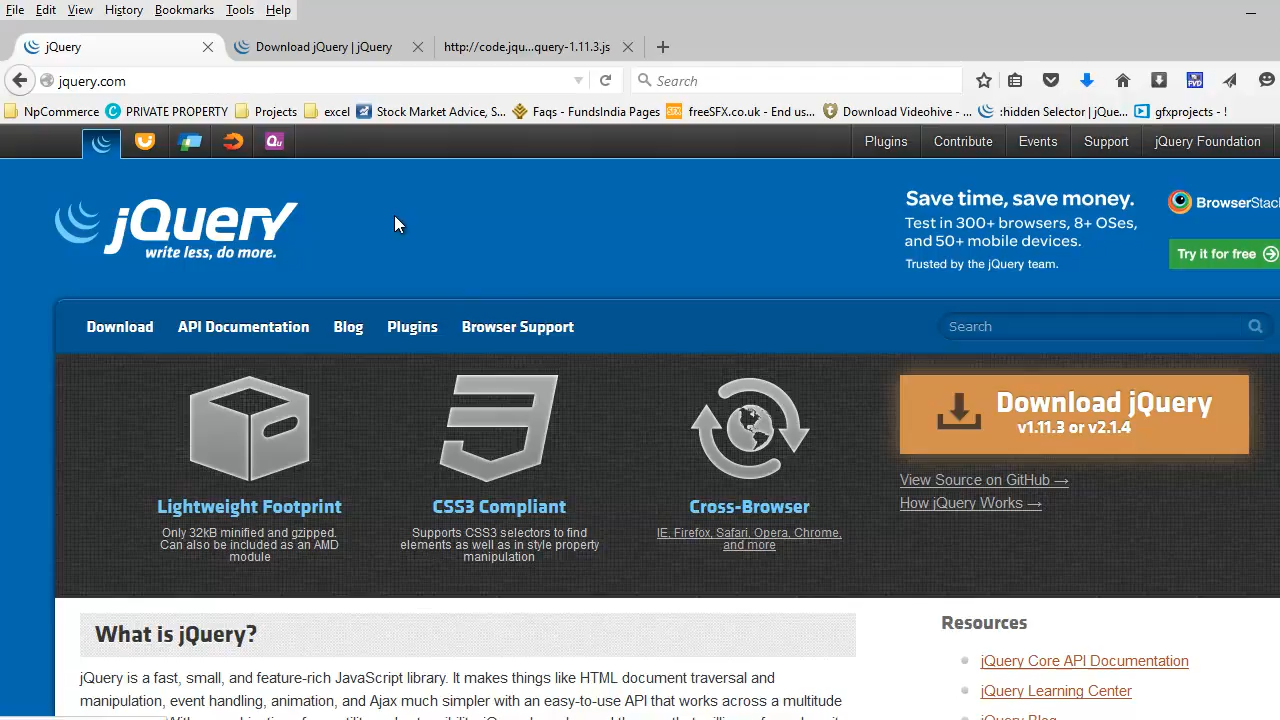 File Edit View History Bookmarks Tools Help
jQuery
Download jQuery | jQuery
http://code.jqu...query-1.11.3.js
jquery.com
Search
NpCommerce
PRIVATE PROPERTY
Projects
excel
Stock Market Advice, S...
Faqs - FundsIndia Pages
freeSFX.co.uk - End us...
Download Videohive - ...
:hidden Selector | jQue...
gfxprojects - !
Qu
Plugins
Contribute
Events
Support
jQuery Foundation
jQuery
write less, do more.
Save time, save money.
Test in 300+ browsers, 8+ OSes,
and 50+ mobile devices.
Trusted by the jQuery team.
BrowserStac
Try it for free
Download
API Documentation
Blog
Plugins
Browser Support
Search
Lightweight Footprint
Only 32kB minified and gzipped.
Can also be included as an AMD
module
CSS3 Compliant
Supports CSS3 selectors to find
elements as well as in style property
manipulation
Cross-Browser
IE, Firefox, Safari, Opera, Chrome,
and more
Download jQuery
v1.11.3 or v2.1.4
View Source on GitHub →
How jQuery Works →
What is jQuery?
jQuery is a fast, small, and feature-rich JavaScript library. It makes things like HTML document traversal and
manipulation, event handling, animation, and Ajax much simpler with an easy-to-use API that works across a multitude
Resources
jQuery Core API Documentation
jQuery Learning Center
jQuery Blog